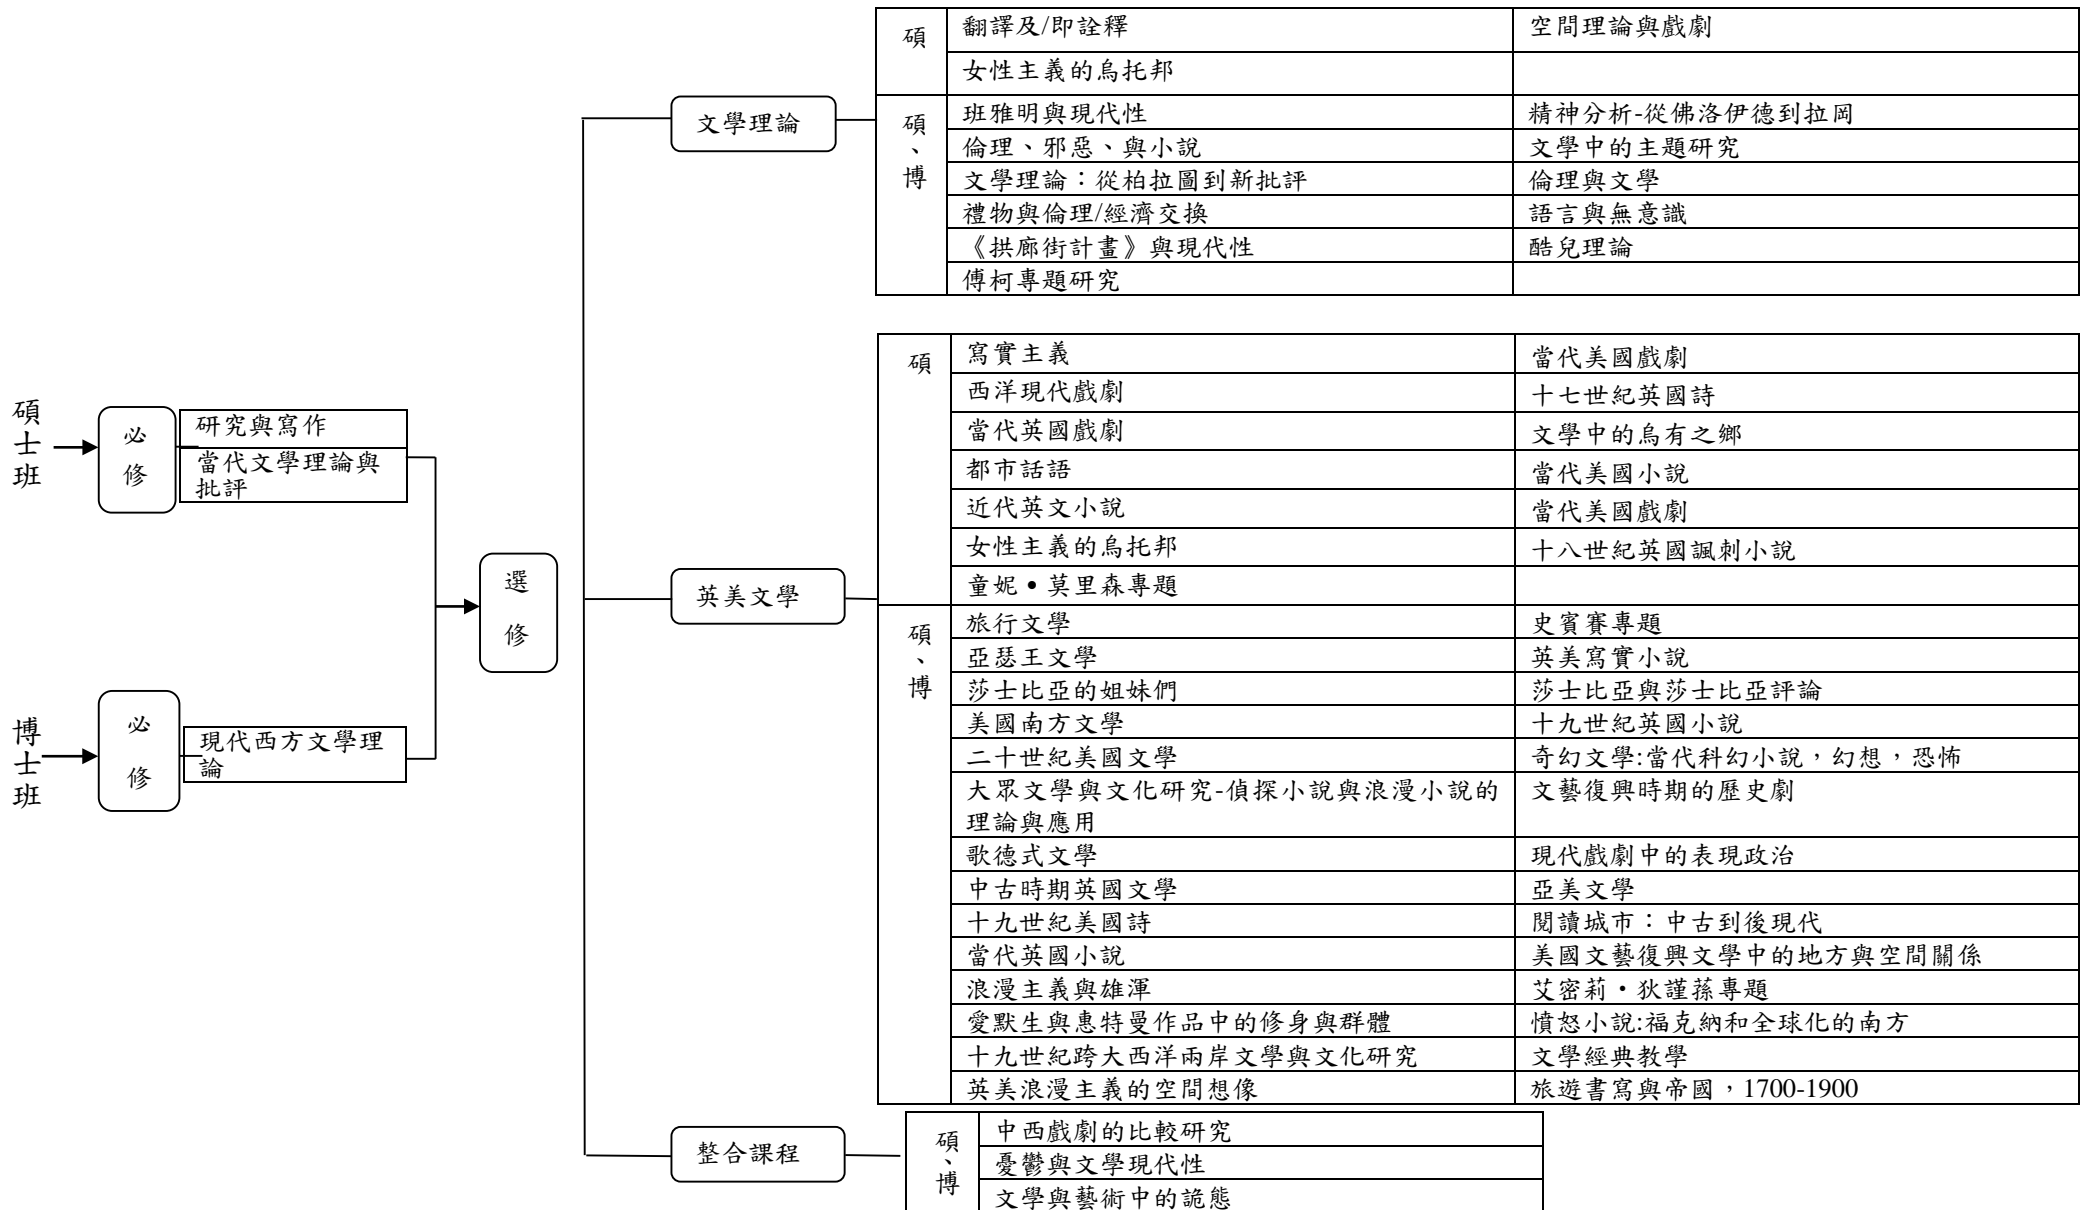 碩士班
必修
研究與寫作
當代文學理論與
批評
博士班
必修
現代西方文學理
論
選修
文學理論
碩
翻譯及/即詮釋
空間理論與戲劇
女性主義的烏托邦
碩、博
班雅明與現代性
精神分析-從佛洛伊德到拉岡
倫理、邪惡、與小說
文學中的主題研究
文學理論：從柏拉圖到新批評
倫理與文學
禮物與倫理/經濟交換
語言與無意識
《拱廊街計畫》與現代性
酷兒理論
傅柯專題研究
英美文學
碩
寫實主義
當代美國戲劇
西洋現代戲劇
十七世紀英國詩
當代英國戲劇
文學中的烏有之鄉
都市話語
當代美國小說
近代英文小說
當代美國戲劇
女性主義的烏托邦
十八世紀英國諷刺小說
童妮•莫里森專題
碩、博
旅行文學
史賓賽專題
亞瑟王文學
英美寫實小說
莎士比亞的姐妹們
莎士比亞與莎士比亞評論
美國南方文學
十九世紀英國小說
二十世紀美國文學
奇幻文學:當代科幻小說，幻想，恐怖
大眾文學與文化研究-偵探小說與浪漫小說的
理論與應用
文藝復興時期的歷史劇
歌德式文學
現代戲劇中的表現政治
中古時期英國文學
亞美文學
十九世紀美國詩
閱讀城市：中古到後現代
當代英國小說
美國文藝復興文學中的地方與空間關係
浪漫主義與雄渾
艾密莉‧狄謹蓀專題
愛默生與惠特曼作品中的修身與群體
憤怒小說:福克納和全球化的南方
十九世紀跨大西洋兩岸文學與文化研究
文學經典教學
英美浪漫主義的空間想像
旅遊書寫與帝國，1700-1900
整合課程
碩、博
中西戲劇的比較研究
憂鬱與文學現代性
文學與藝術中的詭態